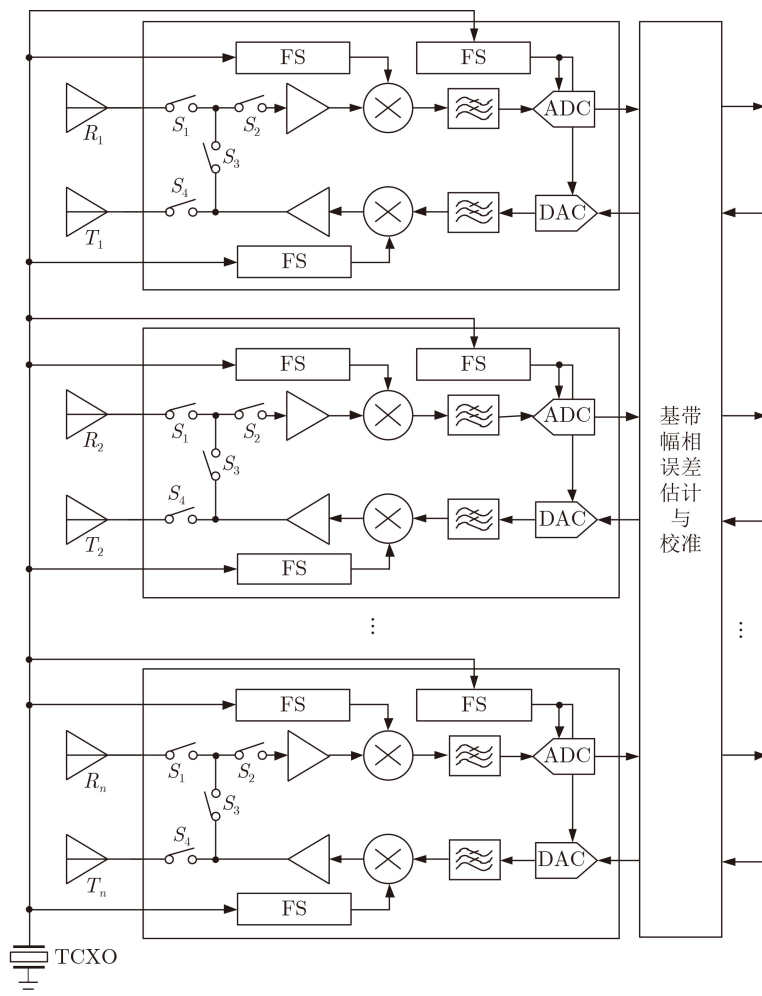 FS
FS
R₁
S₁
S₂
ADC
S₃
S₄
T₁
DAC
FS
FS
FS
R₂
S₁
S₂
ADC
S₃
S₄
T₂
DAC
FS
基带
幅相
误差
估计
与
校准
⋮
⋮
FS
FS
Rₙ
S₁
S₂
ADC
S₃
S₄
Tₙ
DAC
FS
TCXO